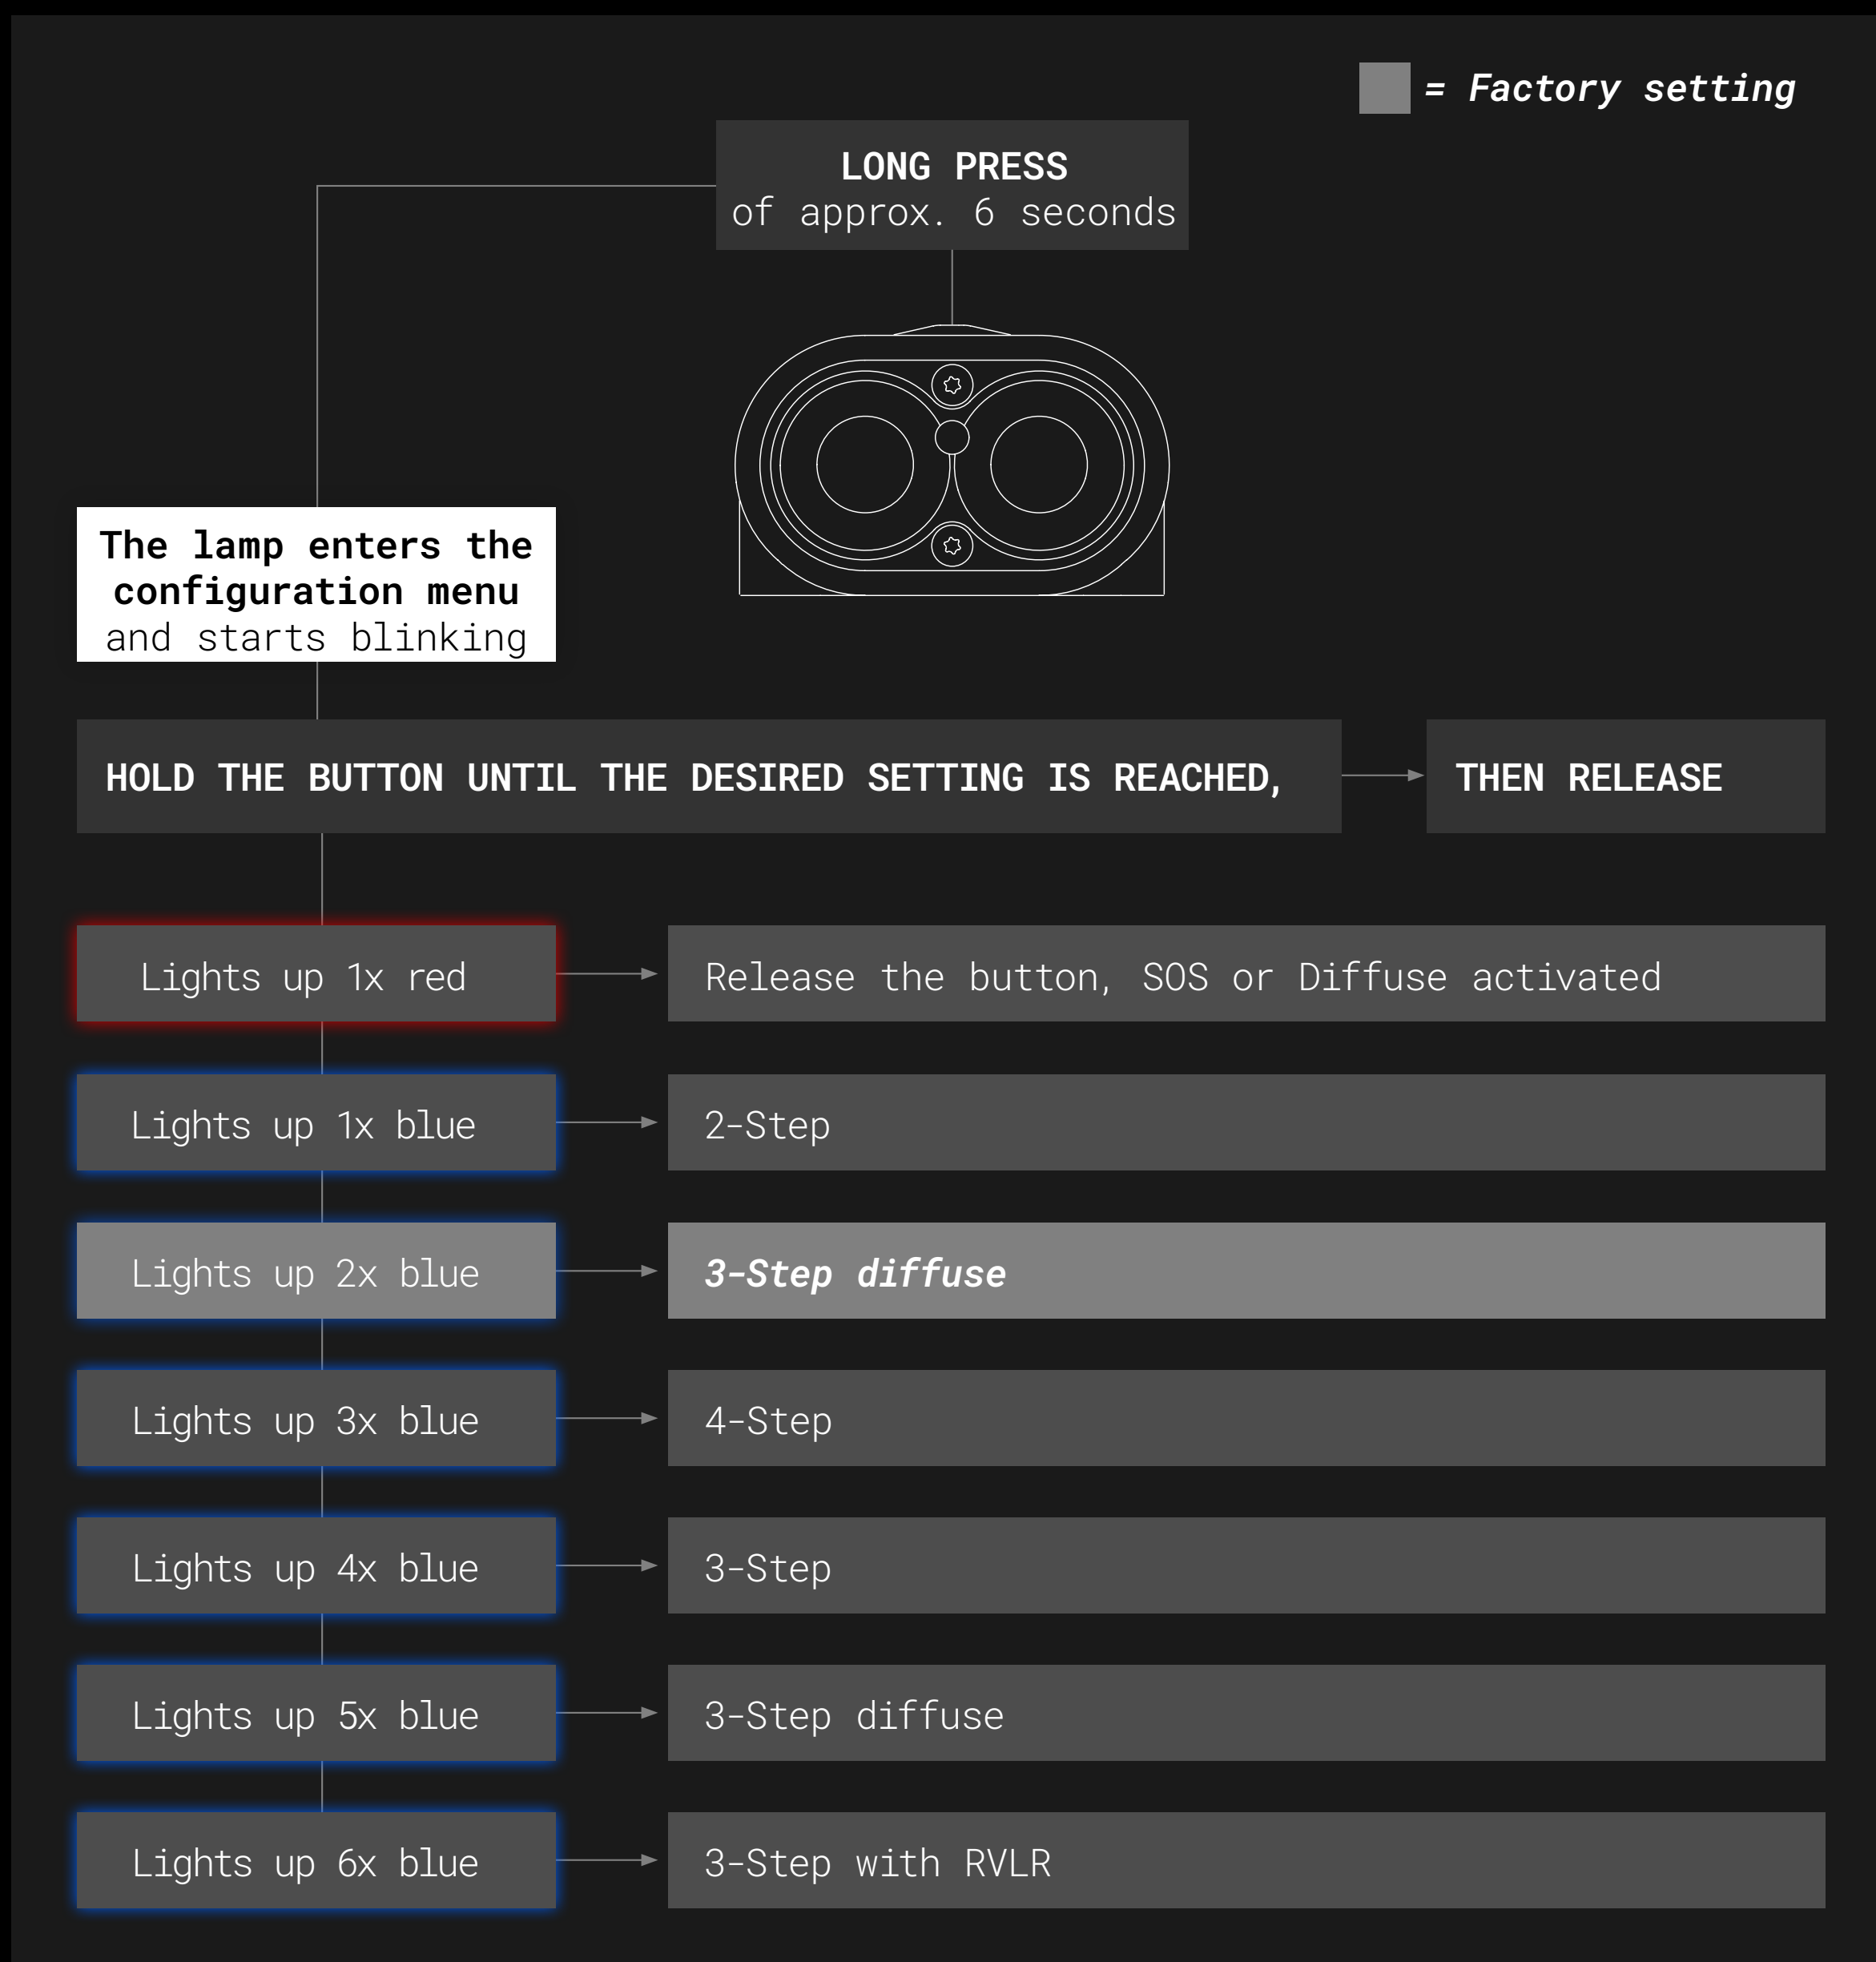 = Factory setting
LONG PRESS
of approx. 6 seconds
The lamp enters the
configuration menu
and starts blinking
HOLD THE BUTTON UNTIL THE DESIRED SETTING IS REACHED,
THEN RELEASE
Lights up 1x red
Release the button, SOS or Diffuse activated
Lights up 1x blue
2-Step
Lights up 2x blue
3-Step diffuse
Lights up 3x blue
4-Step
Lights up 4x blue
3-Step
Lights up 5x blue
3-Step diffuse
Lights up 6x blue
3-Step with RVLR